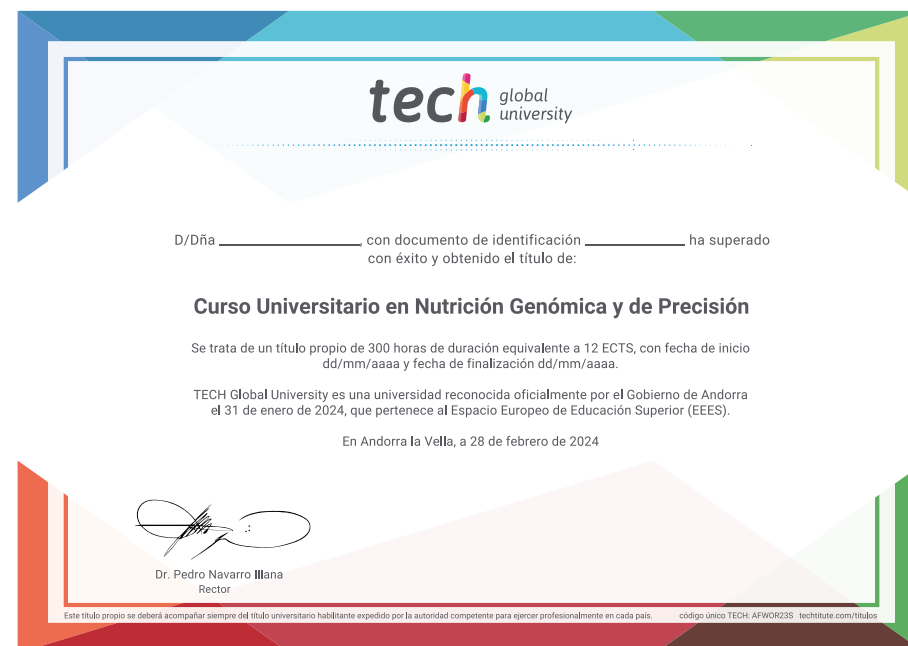 tech global university
D/Dña ________________, con documento de identificación ____________ ha superado
con éxito y obtenido el título de:
Curso Universitario en Nutrición Genómica y de Precisión
Se trata de un título propio de 300 horas de duración equivalente a 12 ECTS, con fecha de inicio
dd/mm/aaaa y fecha de finalización dd/mm/aaaa.
TECH Global University es una universidad reconocida oficialmente por el Gobierno de Andorra
el 31 de enero de 2024, que pertenece al Espacio Europeo de Educación Superior (EEES).
En Andorra la Vella, a 28 de febrero de 2024
Dr. Pedro Navarro Illana
Rector
Este título propio se deberá acompañar siempre del título universitario habilitante expedido por la autoridad competente para ejercer profesionalmente en cada país. código único TECH: AFWOR23S techtitute.com/titulos